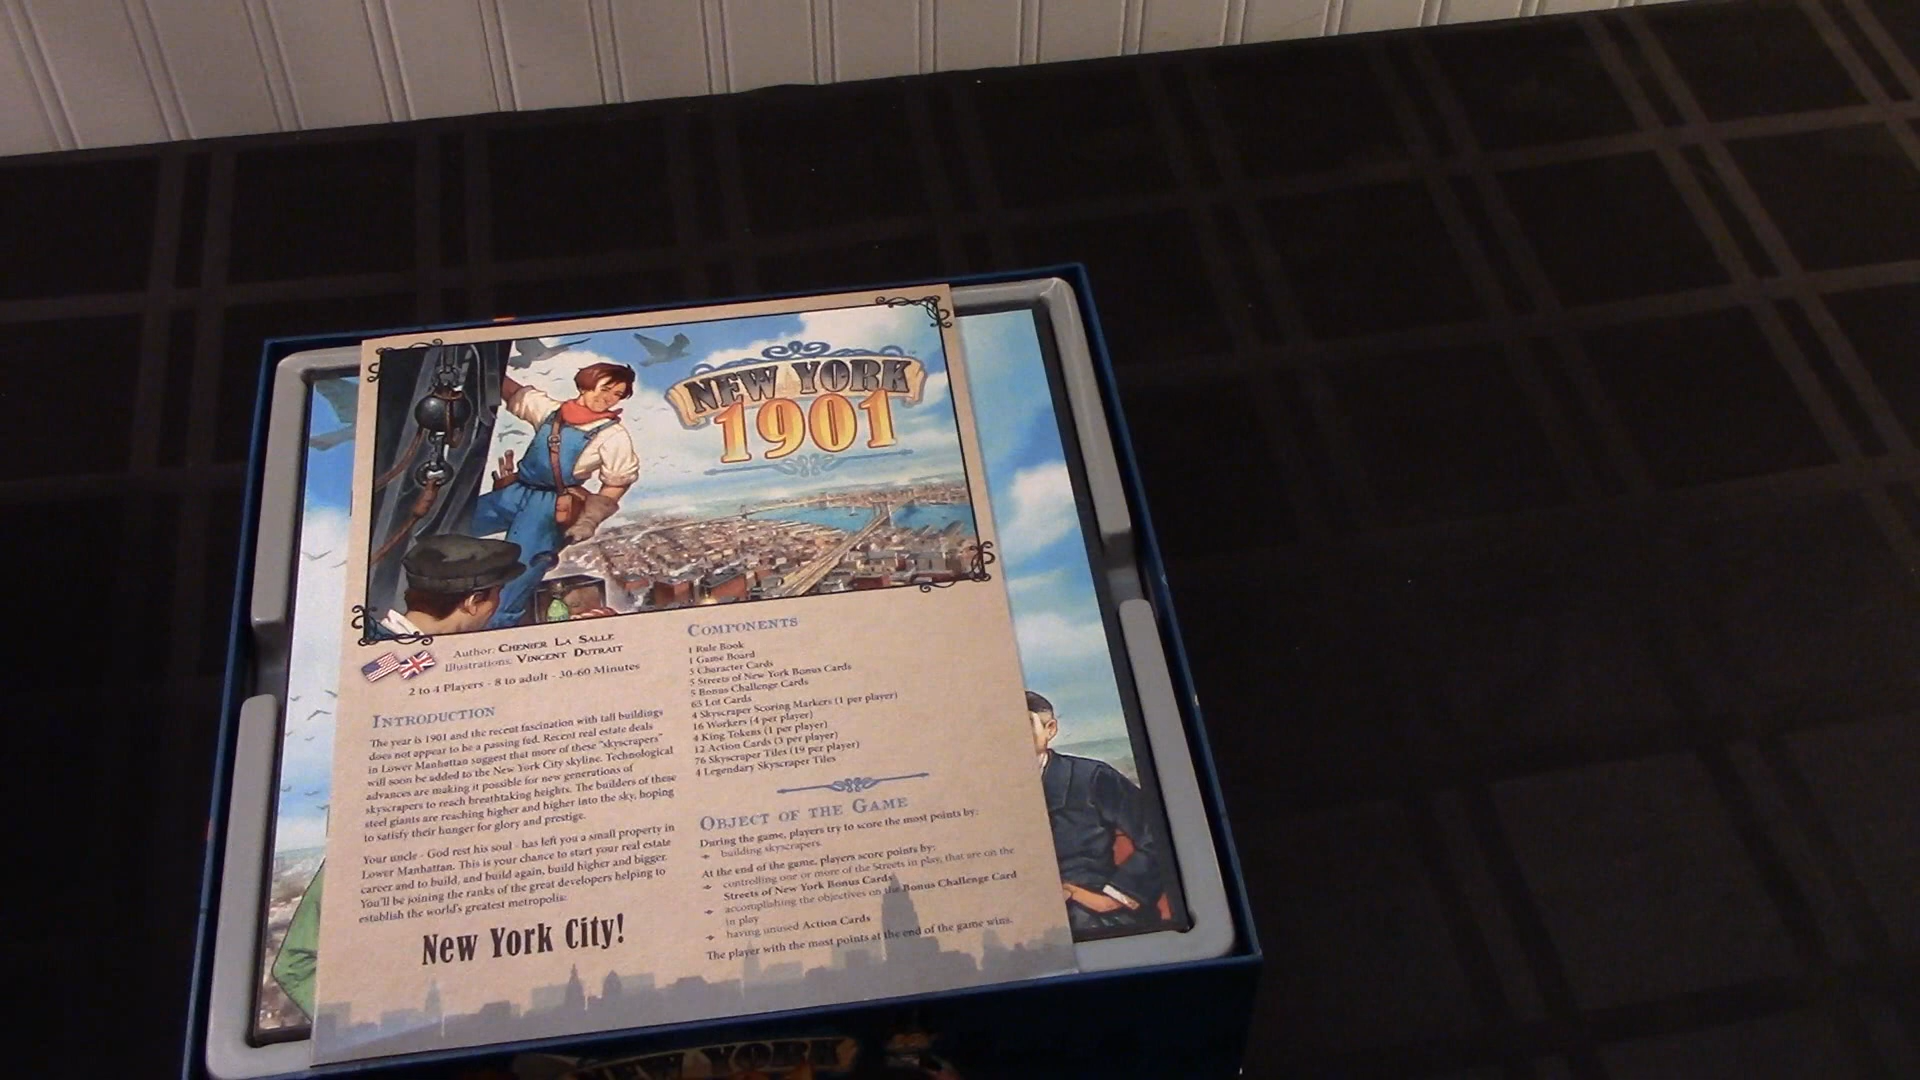 NEW YORK
1901
Author: Chenier La Salle
Illustrations: Vincent Dutrait
2 to 4 Players - 8 to adult - 30-60 Minutes
Introduction
The year is 1901 and the recent fascination with tall buildings
does not appear to be a passing fad. Recent real estate deals
in Lower Manhattan suggest that more of these "skyscrapers"
will soon be added to the New York City skyline. Technological
advances are making it possible for new generations of
skyscrapers to reach breathtaking heights. The builders of these
steel giants are reaching higher and higher into the sky, hoping
to satisfy their hunger for glory and prestige.
Your uncle - God rest his soul - has left you a small property in
Lower Manhattan. This is your chance to start your real estate
career and to build, and build again, build higher and bigger.
You'll be joining the ranks of the great developers helping to
establish the world's greatest metropolis:
New York City!
Components
1 Rule Book
1 Game Board
5 Character Cards
5 Streets of New York Bonus Cards
5 Bonus Challenge Cards
65 Lot Cards
4 Skyscraper Scoring Markers (1 per player)
16 Workers (4 per player)
4 King Tokens (1 per player)
12 Action Cards (3 per player)
76 Skyscraper Tiles (19 per player)
4 Legendary Skyscraper Tiles
Object of the Game
During the game, players try to score the most points by:
building skyscrapers.
At the end of the game, players score points by:
controlling one or more of the Streets in play, that are on the
Streets of New York Bonus Cards
accomplishing the objectives on the Bonus Challenge Card
in play
having unused Action Cards
The player with the most points at the end of the game wins.
NEW YORK